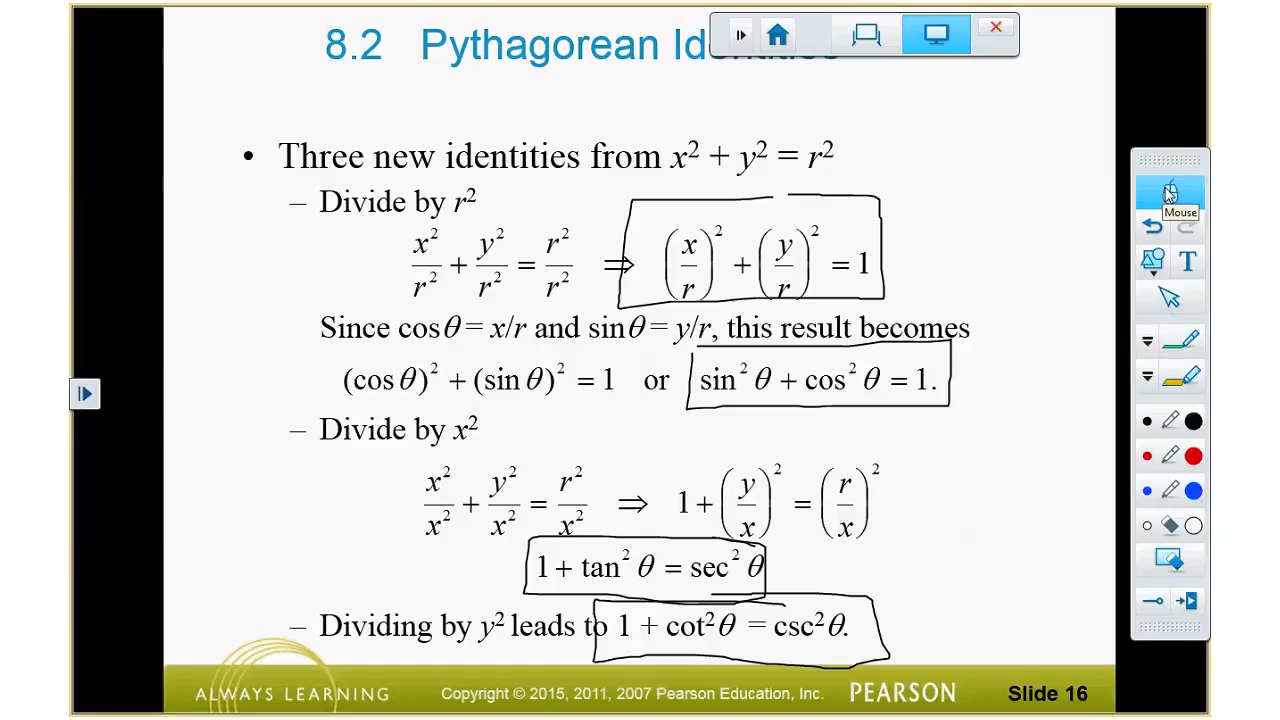 8.2 Pythagorean Identities
• Three new identities from x² + y² = r²
– Divide by r²
x²/r² + y²/r² = r²/r² ⇒ (x/r)² + (y/r)² = 1
Since cos θ = x/r and sin θ = y/r, this result becomes
(cos θ)² + (sin θ)² = 1 or sin² θ + cos² θ = 1.
– Divide by x²
x²/x² + y²/x² = r²/x² ⇒ 1 + (y/x)² = (r/x)²
1 + tan² θ = sec² θ
– Dividing by y² leads to 1 + cot² θ = csc² θ.
ALWAYS LEARNING Copyright © 2015, 2011, 2007 Pearson Education, Inc. PEARSON Slide 16
Mouse
T